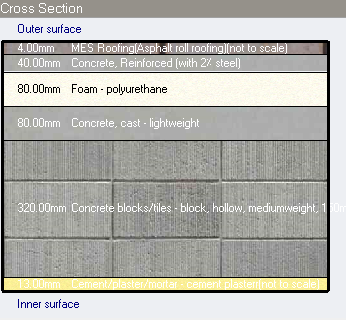 Cross Section
Outer surface
4.00mm MES Roofing(Asphalt roll roofing)(not to scale)
40.00mm Concrete, Reinforced (with 2% steel)
80.00mm Foam - polyurethane
80.00mm Concrete, cast - lightweight
320.00mm Concrete blocks/tiles - block, hollow, mediumweight,
13.00mm Cement/plaster/mortar - cement plaster(not to scale)
Inner surface